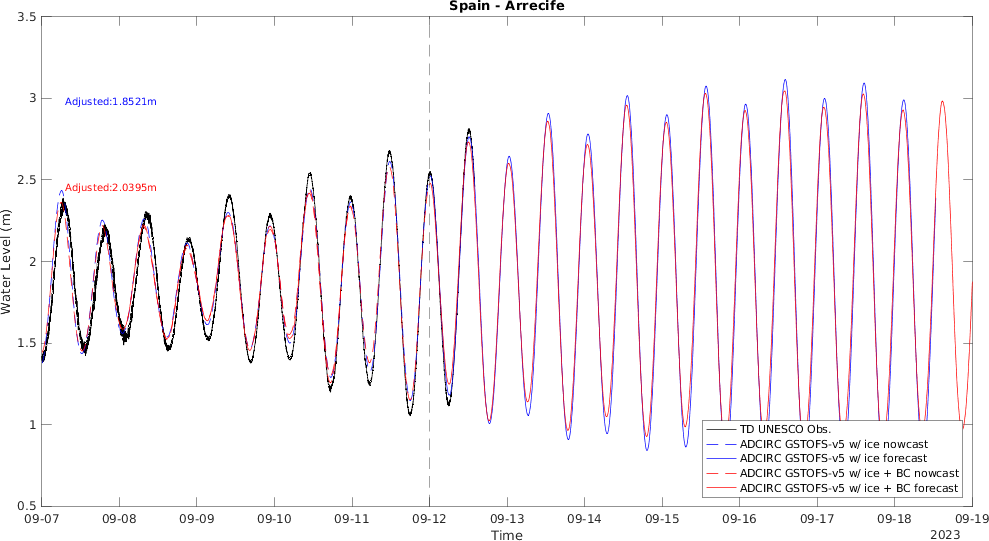 Spain - Arrecife
3.5
3
2.5
2
1.5
1
0.5
Water Level (m)
Adjusted:1.8521m
Adjusted:2.0395m
TD UNESCO Obs.
ADCIRC GSTOFS-v5 w/ ice nowcast
ADCIRC GSTOFS-v5 w/ ice forecast
ADCIRC GSTOFS-v5 w/ ice + BC nowcast
ADCIRC GSTOFS-v5 w/ ice + BC forecast
09-07 09-08 09-09 09-10 09-11 09-12 09-13 09-14 09-15 09-16 09-17 09-18 09-19
Time
2023